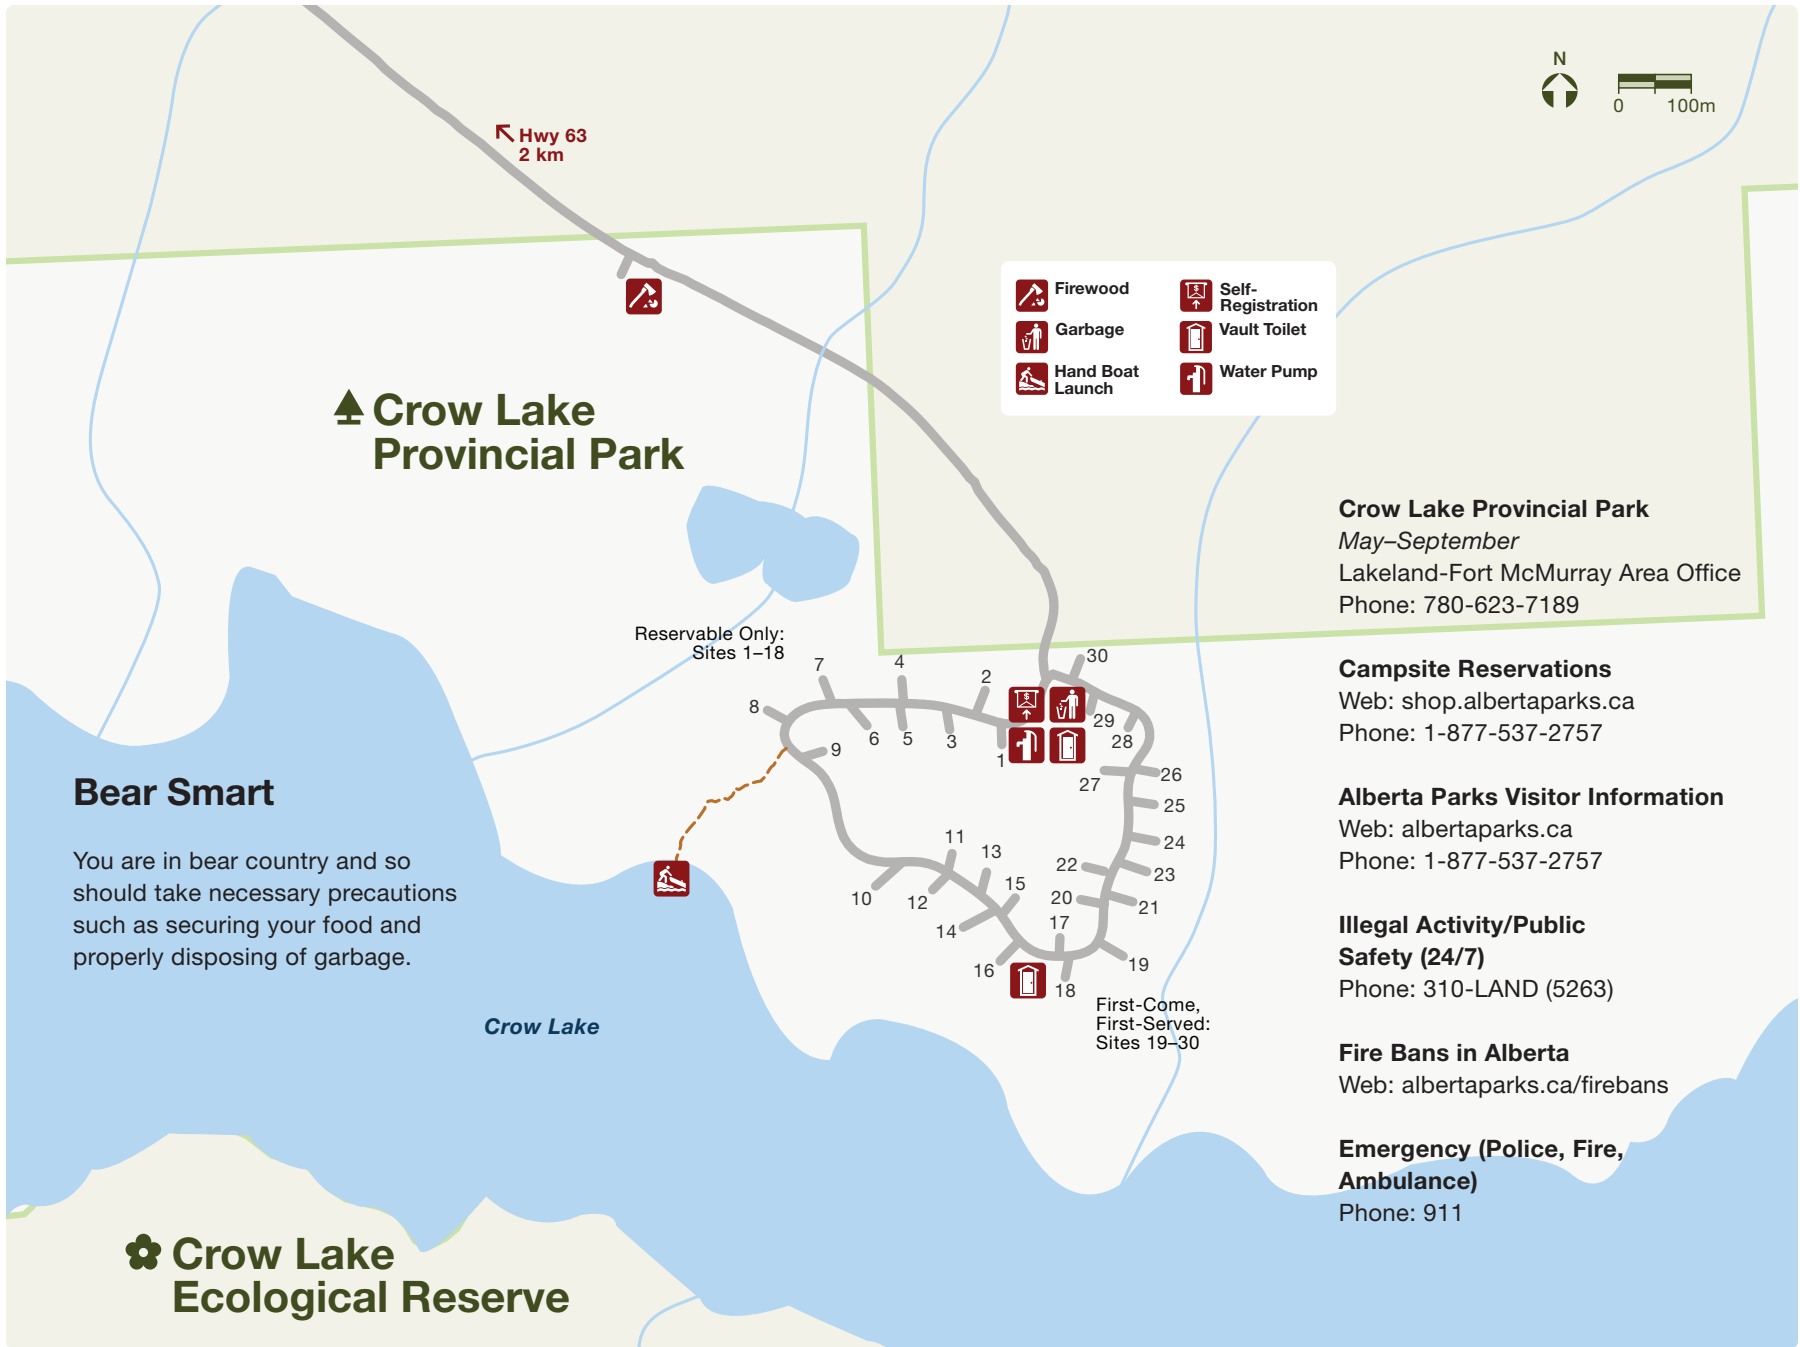 N
0 100m
Hwy 63
2 km
Firewood
Garbage
Hand Boat
Launch
Self-
Registration
Vault Toilet
Water Pump
Crow Lake
Provincial Park
Crow Lake Provincial Park
May–September
Lakeland-Fort McMurray Area Office
Phone: 780-623-7189
Campsite Reservations
Web: shop.albertaparks.ca
Phone: 1-877-537-2757
Alberta Parks Visitor Information
Web: albertaparks.ca
Phone: 1-877-537-2757
Illegal Activity/Public
Safety (24/7)
Phone: 310-LAND (5263)
Fire Bans in Alberta
Web: albertaparks.ca/firebans
Emergency (Police, Fire,
Ambulance)
Phone: 911
Reservable Only:
Sites 1–18
30
4
7
2
8
29
6
5
3
28
9
1
26
27
25
11
24
13
22
23
15
10
12
20
21
17
14
19
16
18
First-Come,
First-Served:
Sites 19–30
Bear Smart
You are in bear country and so
should take necessary precautions
such as securing your food and
properly disposing of garbage.
Crow Lake
Crow Lake
Ecological Reserve